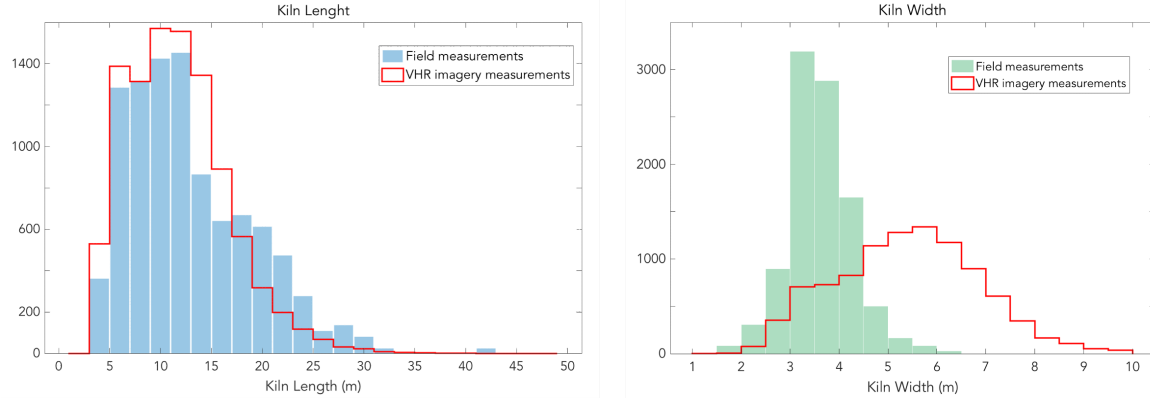 Kiln Lenght
1400
1000
600
200
0
Field measurements
VHR imagery measurements
0 5 10 15 20 25 30 35 40 45 50
Kiln Length (m)
Kiln Width
3000
2000
1000
0
Field measurements
VHR imagery measurements
1 2 3 4 5 6 7 8 9 10
Kiln Width (m)